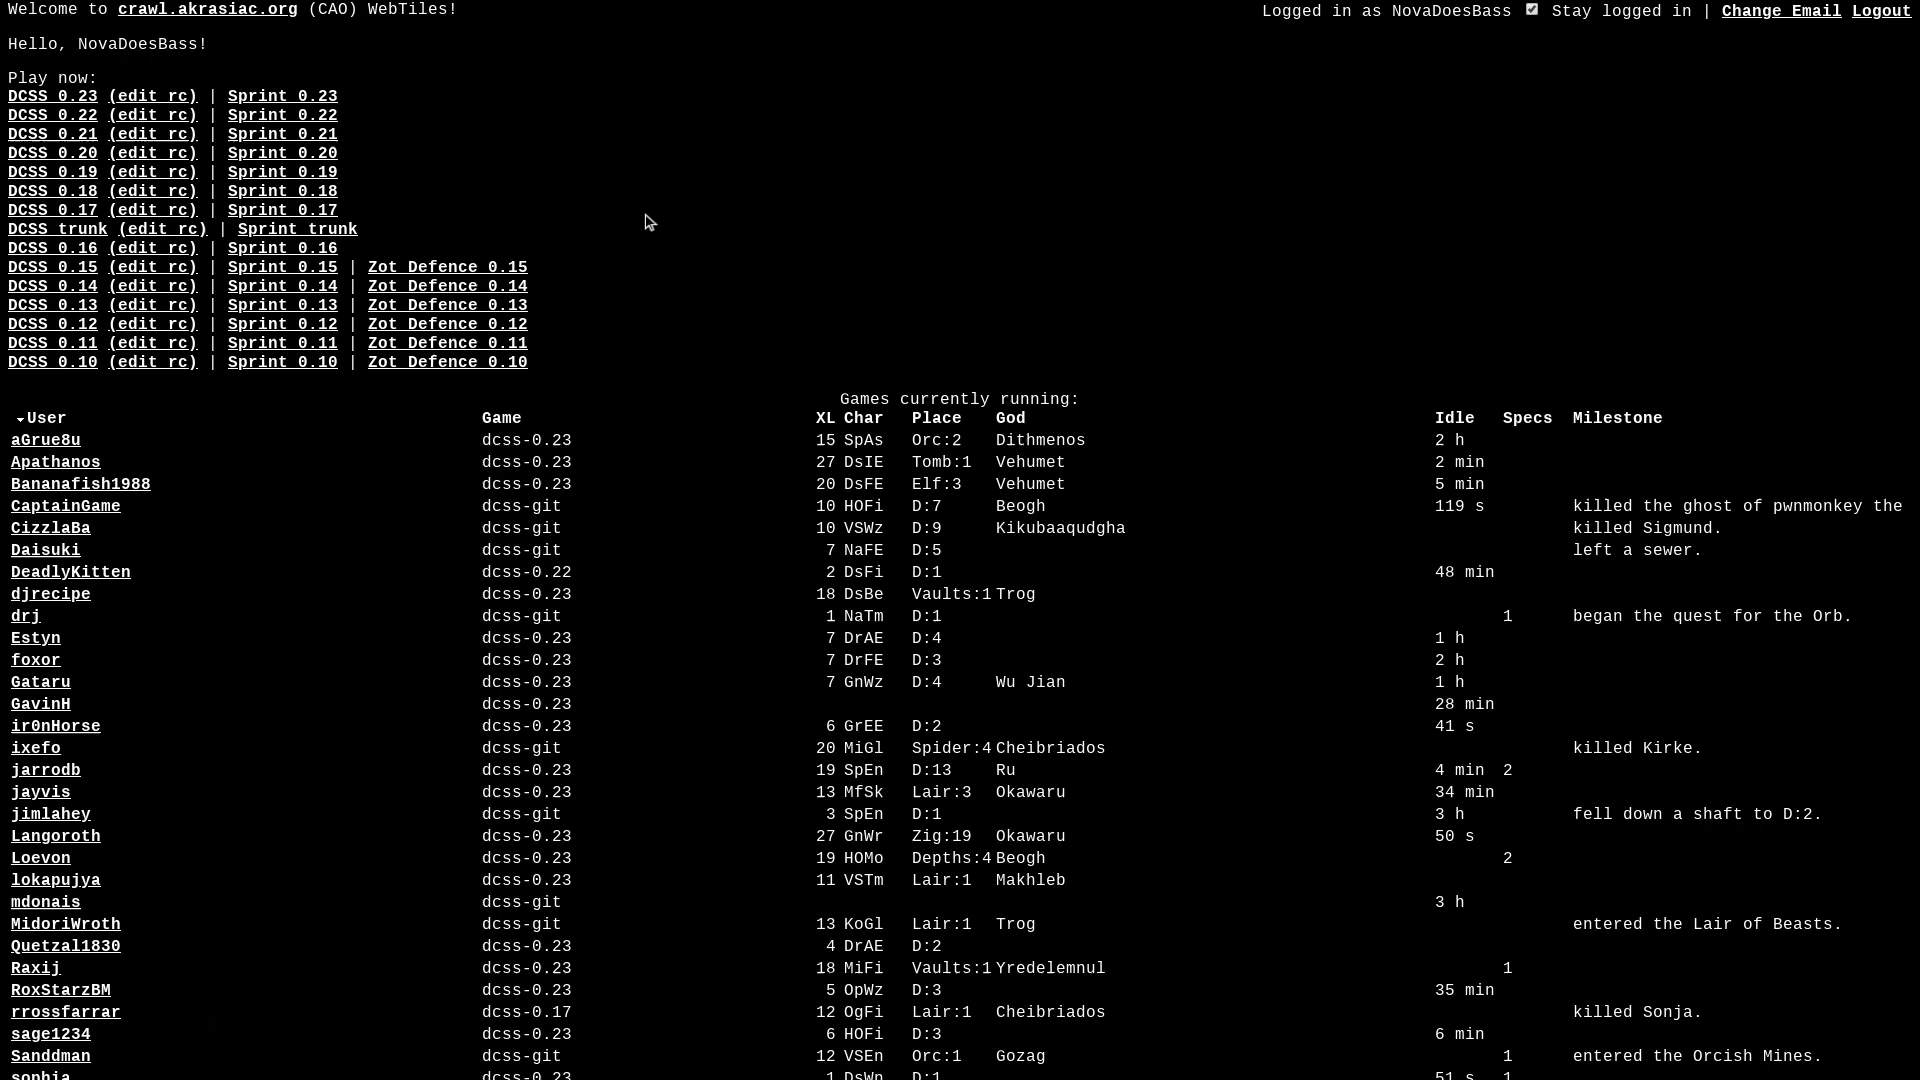 Welcome to crawl.akrasiac.org (CAO) WebTiles!
Logged in as NovaDoesBass Stay logged in | Change Email Logout
Hello, NovaDoesBass!
Play now:
DCSS 0.23 (edit rc) | Sprint 0.23
DCSS 0.22 (edit rc) | Sprint 0.22
DCSS 0.21 (edit rc) | Sprint 0.21
DCSS 0.20 (edit rc) | Sprint 0.20
DCSS 0.19 (edit rc) | Sprint 0.19
DCSS 0.18 (edit rc) | Sprint 0.18
DCSS 0.17 (edit rc) | Sprint 0.17
DCSS trunk (edit rc) | Sprint trunk
DCSS 0.16 (edit rc) | Sprint 0.16
DCSS 0.15 (edit rc) | Sprint 0.15 | Zot Defence 0.15
DCSS 0.14 (edit rc) | Sprint 0.14 | Zot Defence 0.14
DCSS 0.13 (edit rc) | Sprint 0.13 | Zot Defence 0.13
DCSS 0.12 (edit rc) | Sprint 0.12 | Zot Defence 0.12
DCSS 0.11 (edit rc) | Sprint 0.11 | Zot Defence 0.11
DCSS 0.10 (edit rc) | Sprint 0.10 | Zot Defence 0.10
Games currently running:
User Game XL Char Place God Idle Specs Milestone
aGrue8u dcss-0.23 15 SpAs Orc:2 Dithmenos 2 h
Apathanos dcss-0.23 27 DsIE Tomb:1 Vehumet 2 min
Bananafish1988 dcss-0.23 20 DsFE Elf:3 Vehumet 5 min
CaptainGame dcss-git 10 HOFi D:7 Beogh 119 s killed the ghost of pwnmonkey the
CizzlaBa dcss-git 10 VSWz D:9 Kikubaaqudgha killed Sigmund.
Daisuki dcss-git 7 NaFE D:5 left a sewer.
DeadlyKitten dcss-0.22 2 DsFi D:1 48 min
djrecipe dcss-0.23 18 DsBe Vaults:1 Trog
drj dcss-git 1 NaTm D:1 1 began the quest for the Orb.
Estyn dcss-0.23 7 DrAE D:4 1 h
foxor dcss-0.23 7 DrFE D:3 2 h
Gataru dcss-0.23 7 GnWz D:4 Wu Jian 1 h
GavinH dcss-0.23 28 min
ir0nHorse dcss-0.23 6 GrEE D:2 41 s
ixefo dcss-git 20 MiGl Spider:4 Cheibriados killed Kirke.
jarrodb dcss-0.23 19 SpEn D:13 Ru 4 min 2
jayvis dcss-0.23 13 MfSk Lair:3 Okawaru 34 min
jimlahey dcss-git 3 SpEn D:1 3 h fell down a shaft to D:2.
Langoroth dcss-0.23 27 GnWr Zig:19 Okawaru 50 s
Loevon dcss-0.23 19 HOMo Depths:4 Beogh 2
lokapujya dcss-0.23 11 VSTm Lair:1 Makhleb
mdonais dcss-git 3 h
MidoriWroth dcss-git 13 KoGl Lair:1 Trog entered the Lair of Beasts.
Quetzal1830 dcss-0.23 4 DrAE D:2
Raxij dcss-0.23 18 MiFi Vaults:1 Yredelemnul 1
RoxStarzBM dcss-0.23 5 OpWz D:3 35 min
rrossfarrar dcss-0.17 12 OgFi Lair:1 Cheibriados killed Sonja.
sage1234 dcss-0.23 6 HOFi D:3 6 min
Sanddman dcss-git 12 VSEn Orc:1 Gozag 1 entered the Orcish Mines.
sophia dcss-0.23 1 DsWn D:1 51 s 1